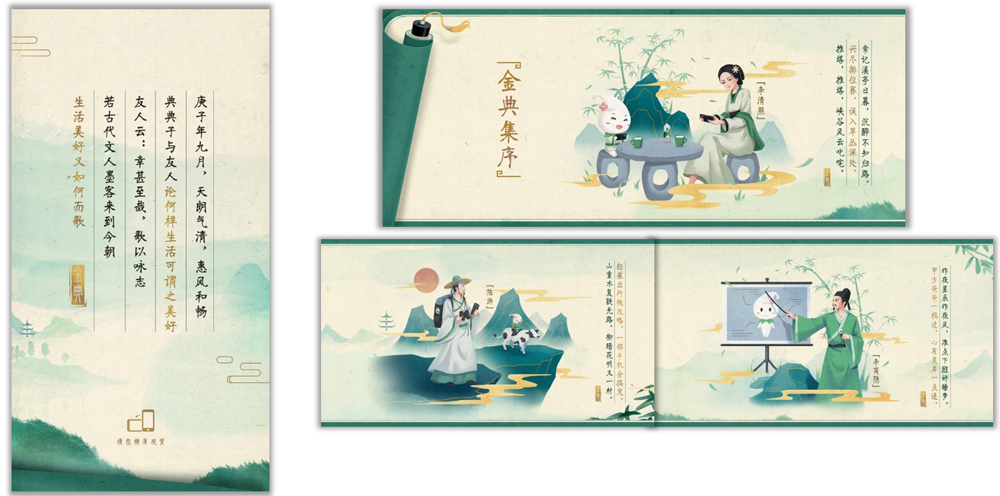 庚子年九月，天朗气清，惠风和畅
典典子与友人论何样生活可谓之美好
友人云：幸甚至哉，歌以咏志
若古代文人墨客来到今朝
生活美好又如何而歌
金典
请您横屏观赏
『金典集序』
「李清照」
常记溪亭日暮，沉醉不知归路。
兴尽排位赛，误入草丛深处，
推塔，推塔，峡谷风云叱咤。
「陆游」
轻装出行做攻略，一部手机全搞定。
山重水复疑无路，柳暗花明又一村。
「李商隐」
昨夜星辰昨夜风，准点下班好睡梦。
甲方爸爸一稿过，心有灵犀一点通。